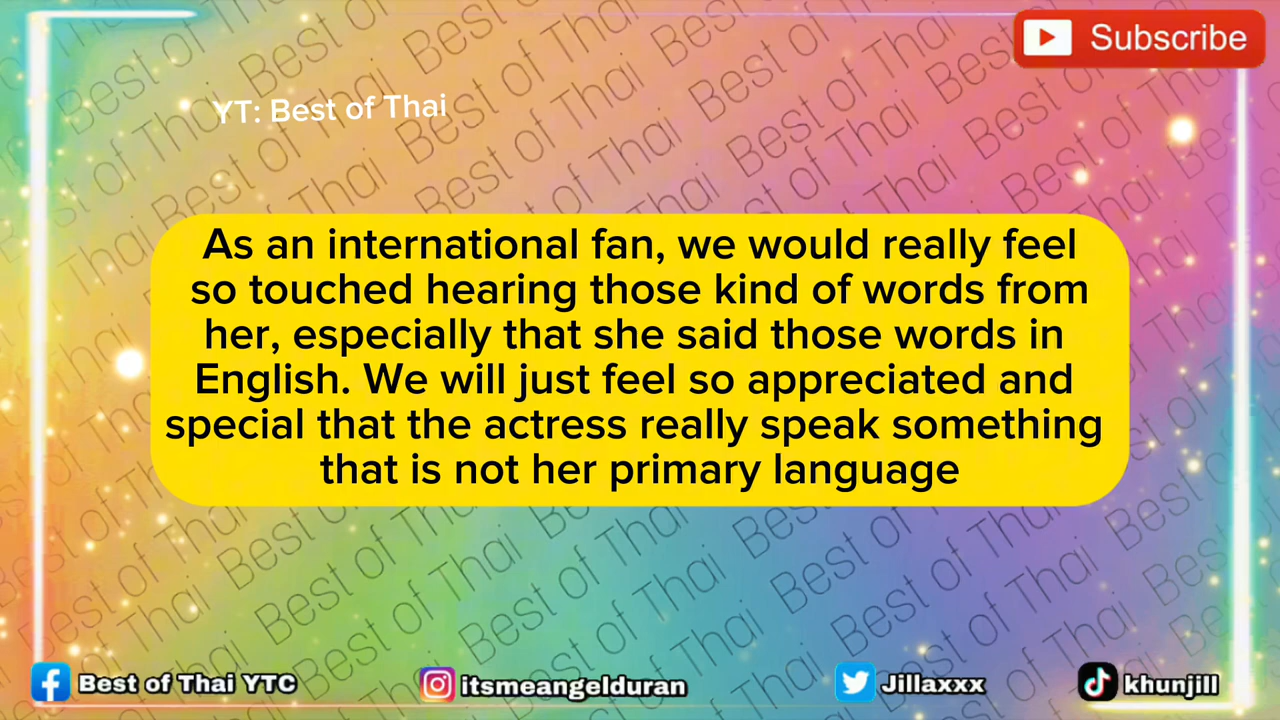 Subscribe
YT: Best of Thai
As an international fan, we would really feel
so touched hearing those kind of words from
her, especially that she said those words in
English. We will just feel so appreciated and
special that the actress really speak something
that is not her primary language
Best of Thai YTC
itsmeangelduran
Jillaxxx
khunjill
Best of Thai